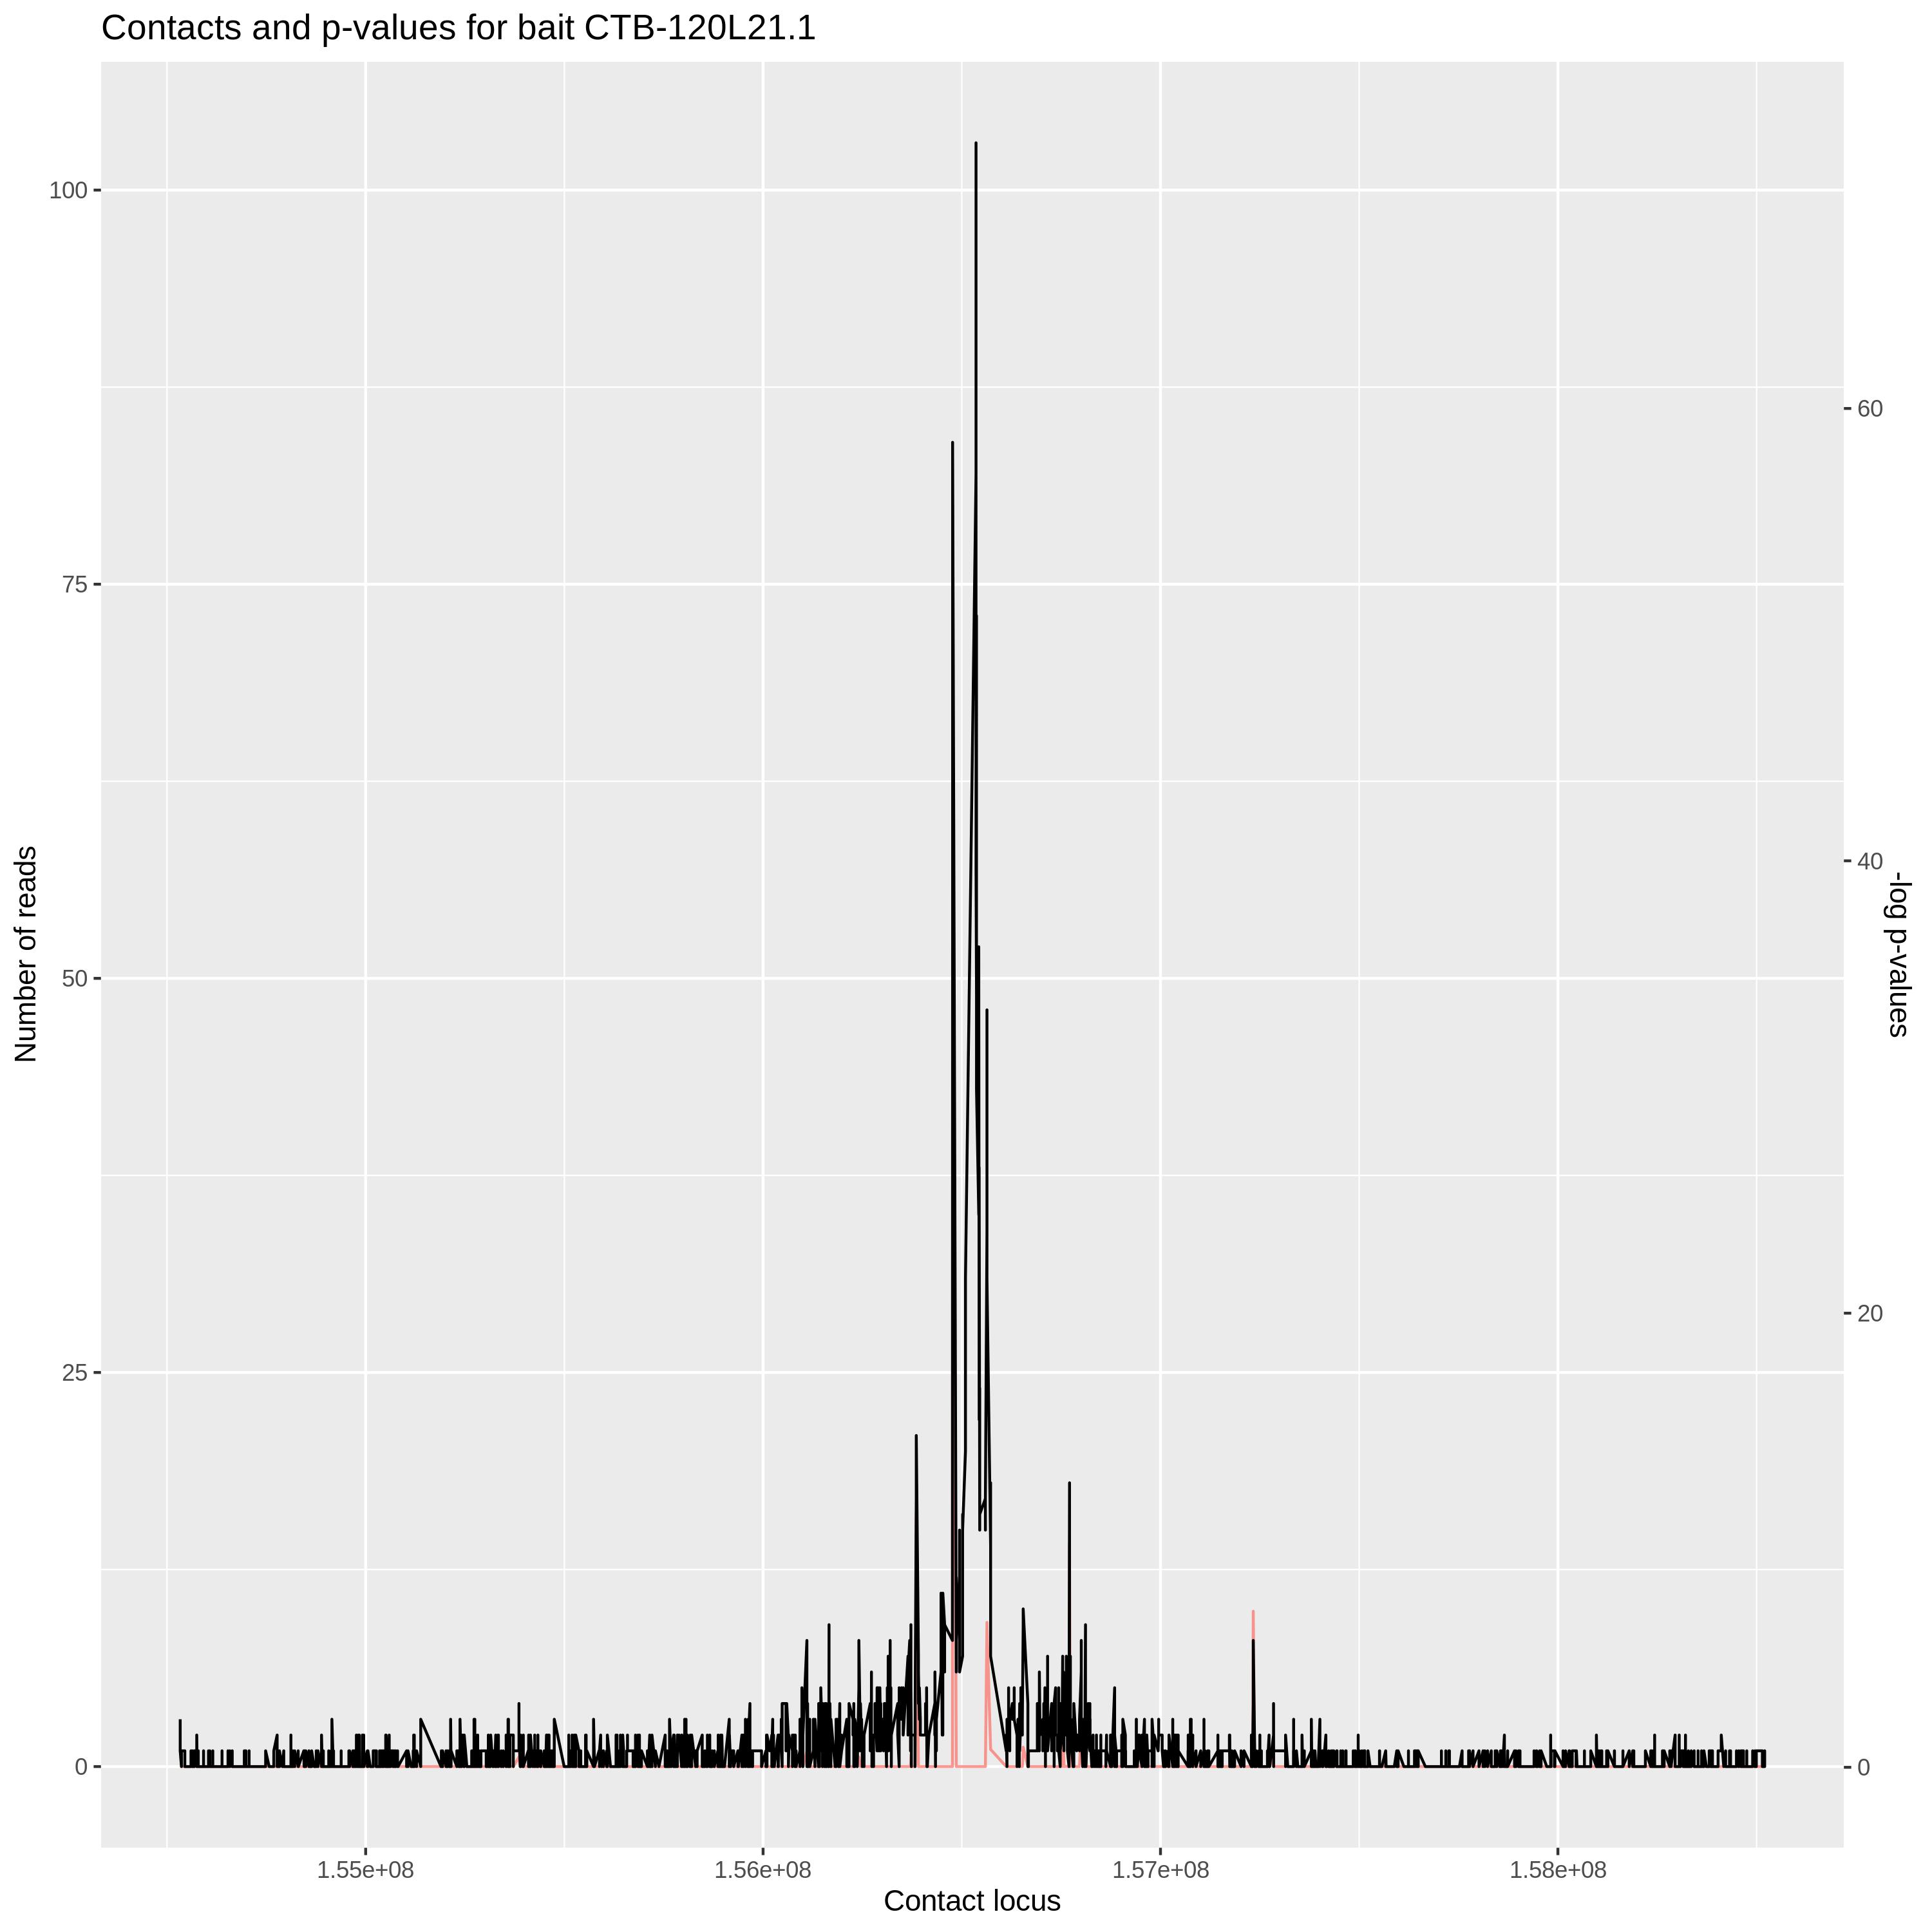 Contacts and p-values for bait CTB-120L21.1
100
75
50
25
0
Number of reads
60
40
20
0
-log p-values
1.55e+08
1.56e+08
1.57e+08
1.58e+08
Contact locus